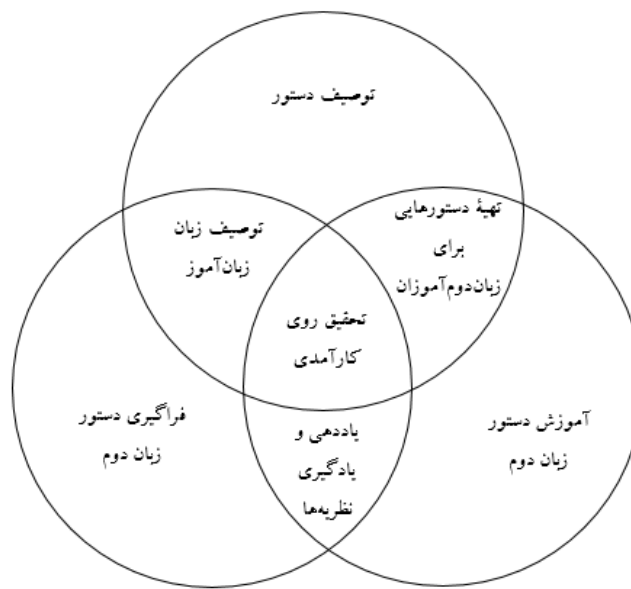 توصیف دستور
تهیۀ دستورهایی
برای
زبان‌دوم‌آموزان
توصیف زبان
زبان‌آموز
تحقیق روی
کارآمدی
آموزش دستور
زبان دوم
فراگیری دستور
زبان دوم
یاددهی و
یادگیری
نظریه‌ها